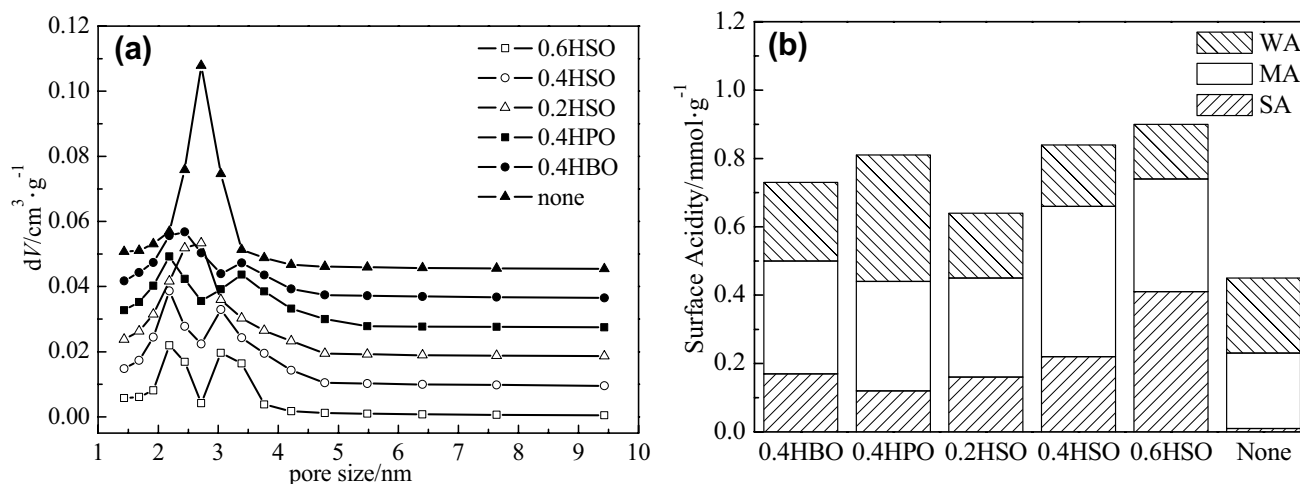 (a)
0.12
0.10
0.08
0.06
0.04
0.02
0.00
dV/cm³·g⁻¹
0.6HSO
0.4HSO
0.2HSO
0.4HPO
0.4HBO
none
1 2 3 4 5 6 7 8 9 10
pore size/nm
(b)
1.2
1.0
0.8
0.6
0.4
0.2
0.0
Surface Acidity/mmol·g⁻¹
WA
MA
SA
0.4HBO 0.4HPO 0.2HSO 0.4HSO 0.6HSO None